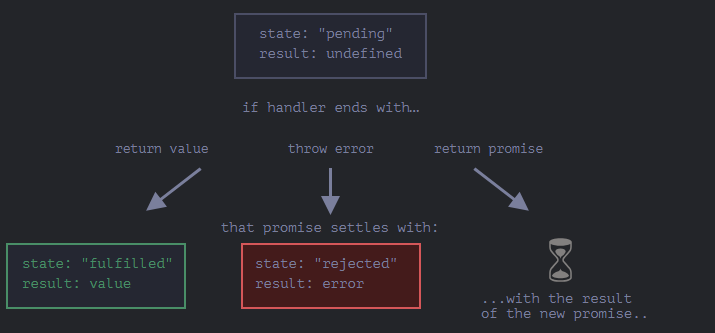 state: "pending"
result: undefined
if handler ends with…
return value
throw error
return promise
that promise settles with:
state: "fulfilled"
result: value
state: "rejected"
result: error
...with the result
of the new promise..